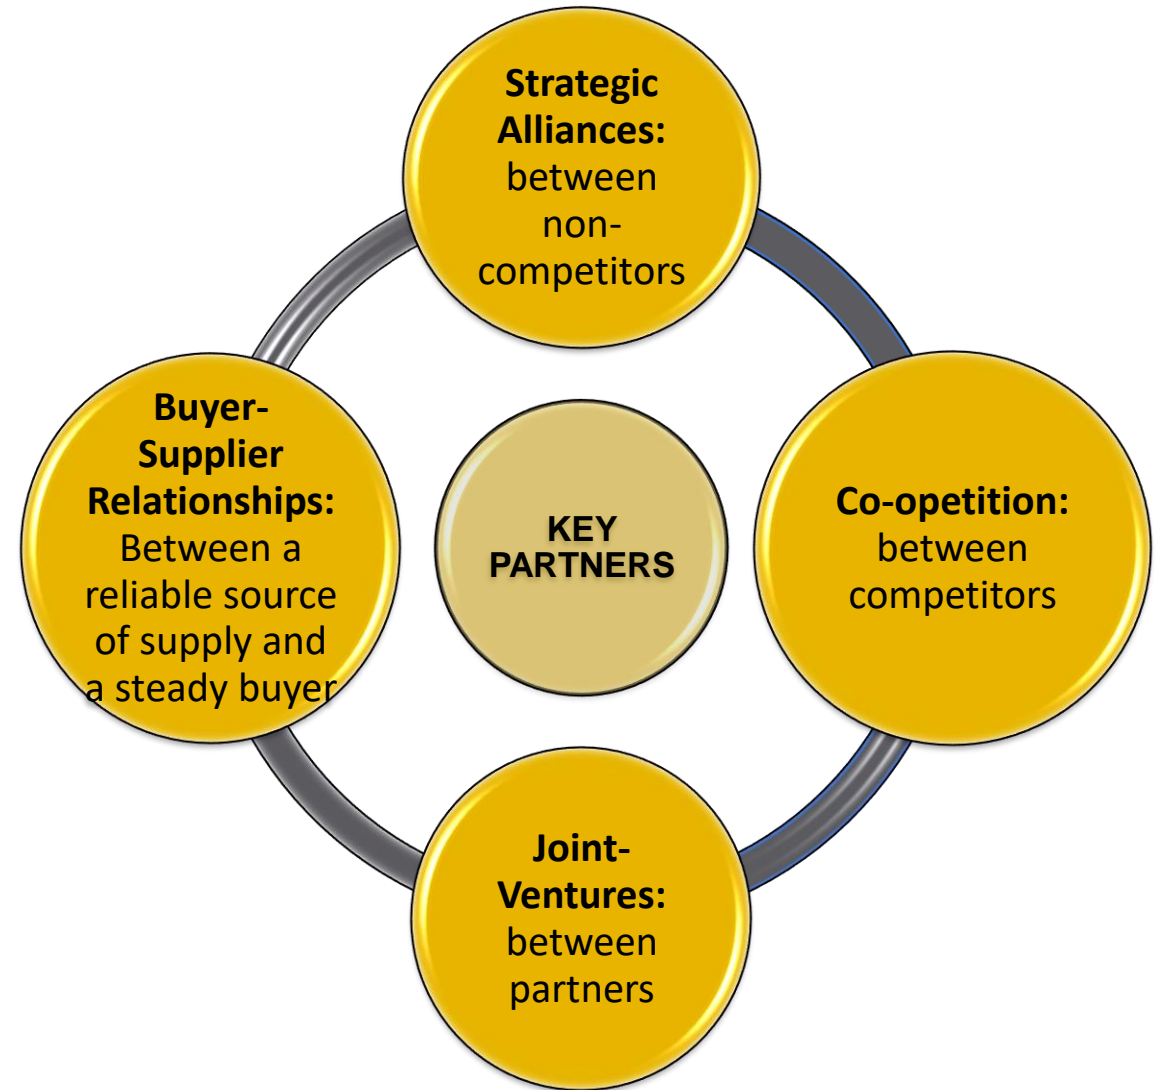 Strategic
Alliances:
between
non-
competitors
Buyer-
Supplier
Relationships:
Between a
reliable source
of supply and
a steady buyer
KEY
PARTNERS
Co-opetition:
between
competitors
Joint-
Ventures:
between
partners